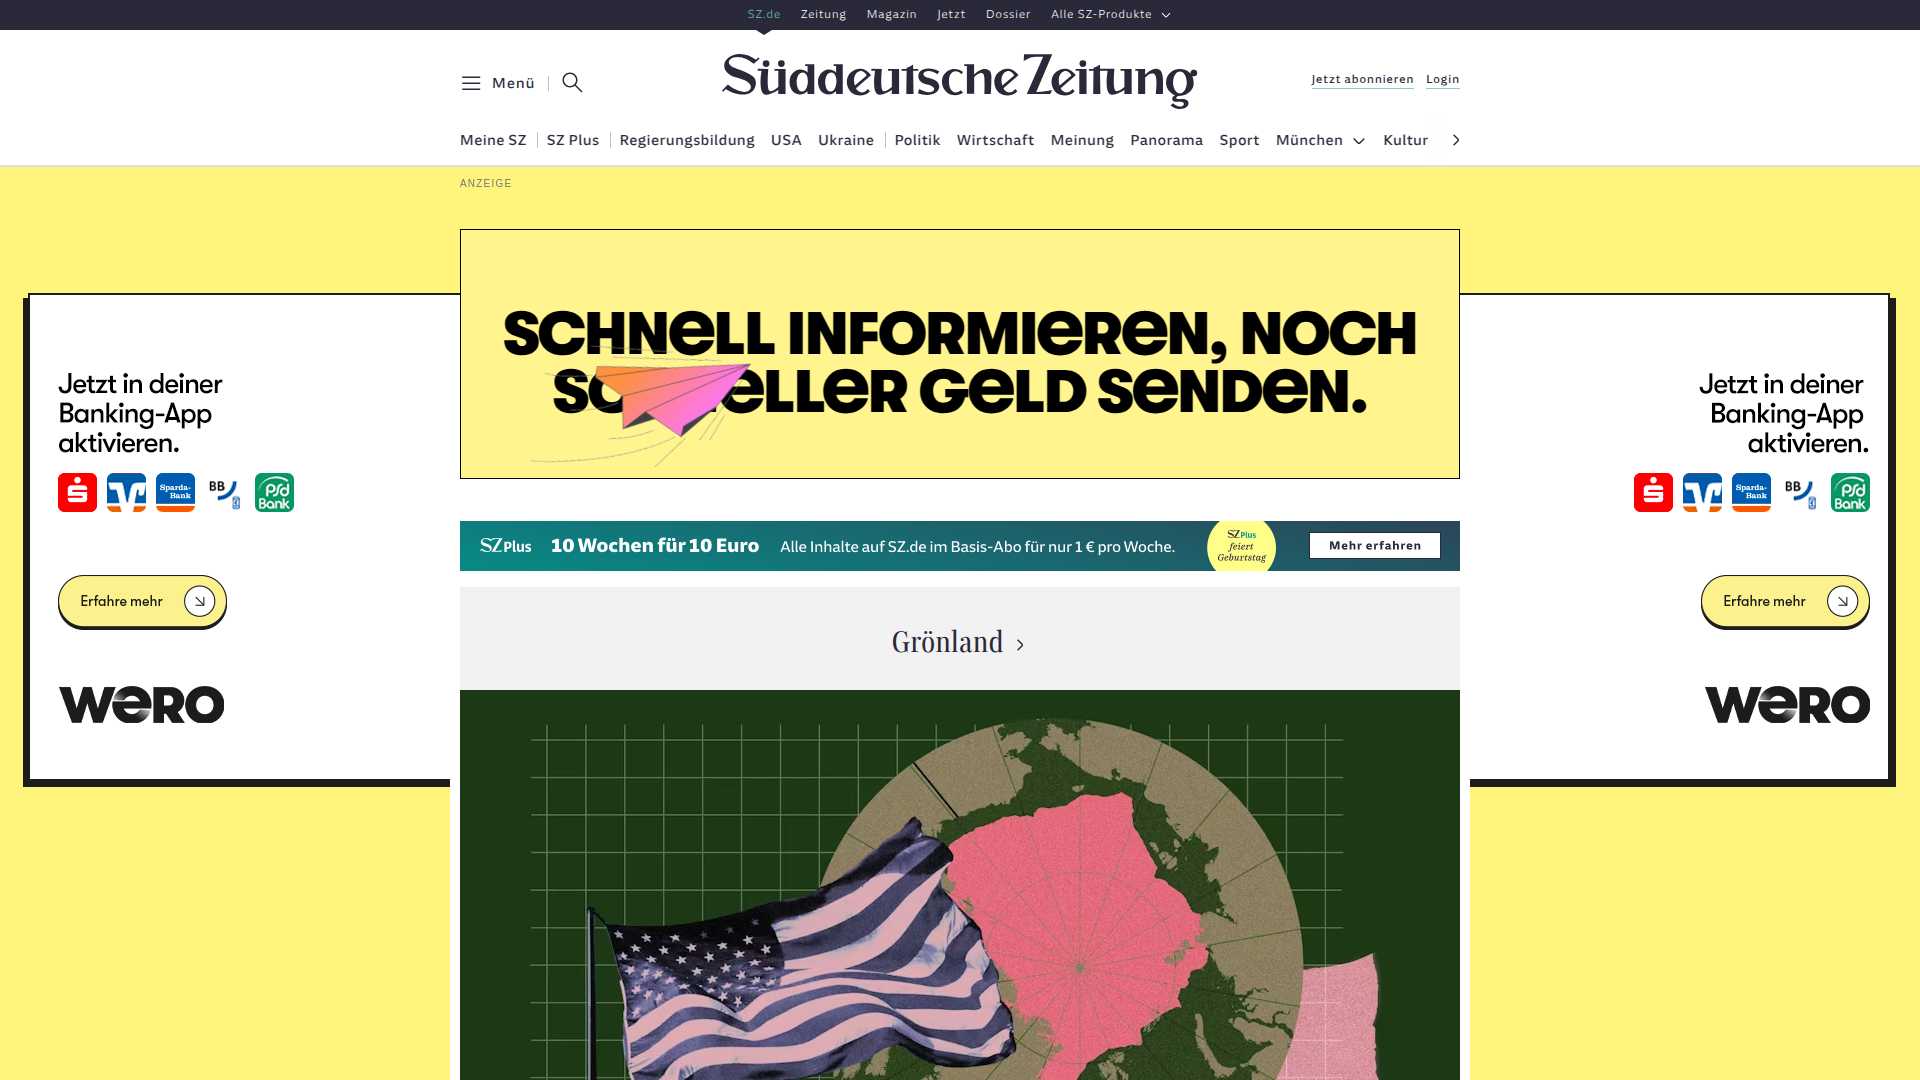 SZ.de Zeitung Magazin Jetzt Dossier Alle SZ-Produkte
Menü
Süddeutsche Zeitung
Jetzt abonnieren Login
Meine SZ SZ Plus Regierungsbildung USA Ukraine Politik Wirtschaft Meinung Panorama Sport München Kultur
ANZEIGE
SCHNELL INFORMIEREN, NOCH
SCHNELLER GELD SENDEN.
Jetzt in deiner
Banking-App
aktivieren.
Sparda-
Bank
BB
psd
Bank
Erfahre mehr
wero
Jetzt in deiner
Banking-App
aktivieren.
Sparda-
Bank
BB
psd
Bank
Erfahre mehr
wero
SZ Plus 10 Wochen für 10 Euro Alle Inhalte auf SZ.de im Basis-Abo für nur 1 € pro Woche.
SZ Plus
feiert
Geburtstag
Mehr erfahren
Grönland